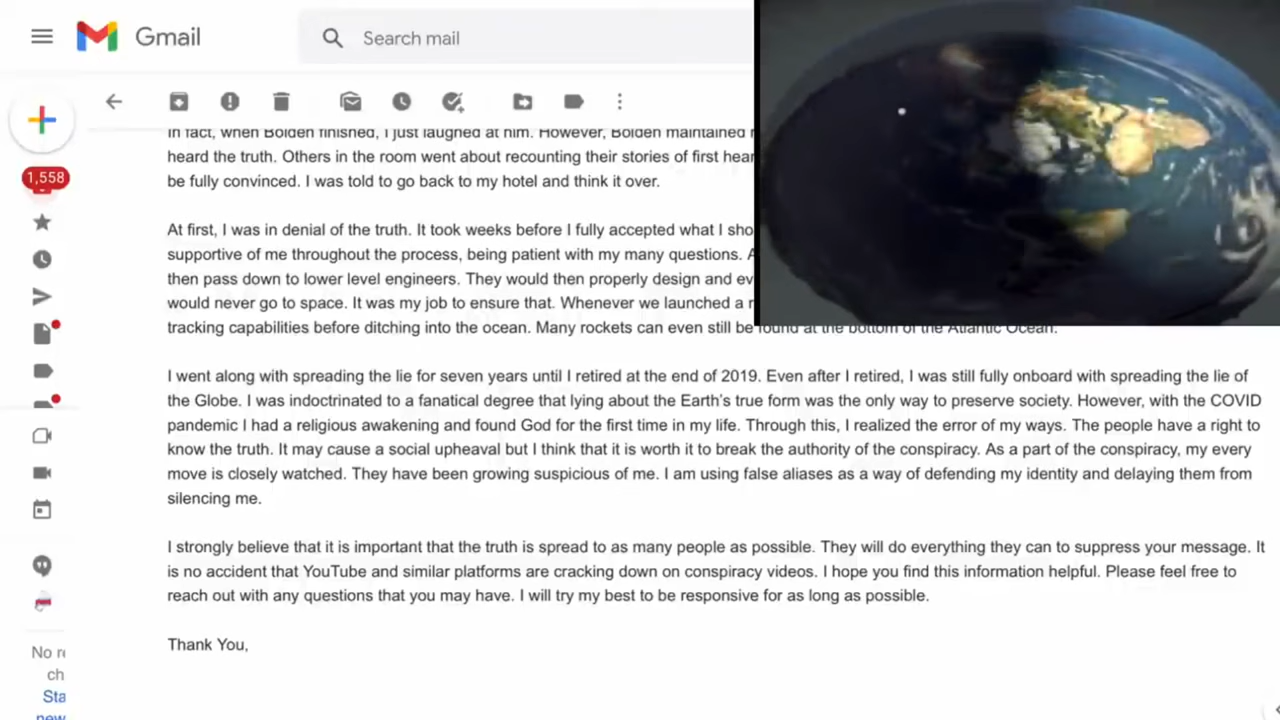 Gmail
Search mail
1,558
In fact, when Bolden finished, I just laughed at him. However, Bolden maintained
heard the truth. Others in the room went about recounting their stories of first hear
be fully convinced. I was told to go back to my hotel and think it over.
At first, I was in denial of the truth. It took weeks before I fully accepted what I sho
supportive of me throughout the process, being patient with my many questions. A
then pass down to lower level engineers. They would then properly design and ev
would never go to space. It was my job to ensure that. Whenever we launched a r
tracking capabilities before ditching into the ocean. Many rockets can even still be found at the bottom of the Atlantic Ocean.
I went along with spreading the lie for seven years until I retired at the end of 2019. Even after I retired, I was still fully onboard with spreading the lie of
the Globe. I was indoctrinated to a fanatical degree that lying about the Earth's true form was the only way to preserve society. However, with the COVID
pandemic I had a religious awakening and found God for the first time in my life. Through this, I realized the error of my ways. The people have a right to
know the truth. It may cause a social upheaval but I think that it is worth it to break the authority of the conspiracy. As a part of the conspiracy, my every
move is closely watched. They have been growing suspicious of me. I am using false aliases as a way of defending my identity and delaying them from
silencing me.
I strongly believe that it is important that the truth is spread to as many people as possible. They will do everything they can to suppress your message. It
is no accident that YouTube and similar platforms are cracking down on conspiracy videos. I hope you find this information helpful. Please feel free to
reach out with any questions that you may have. I will try my best to be responsive for as long as possible.
Thank You,
No r
ch
Sta
new